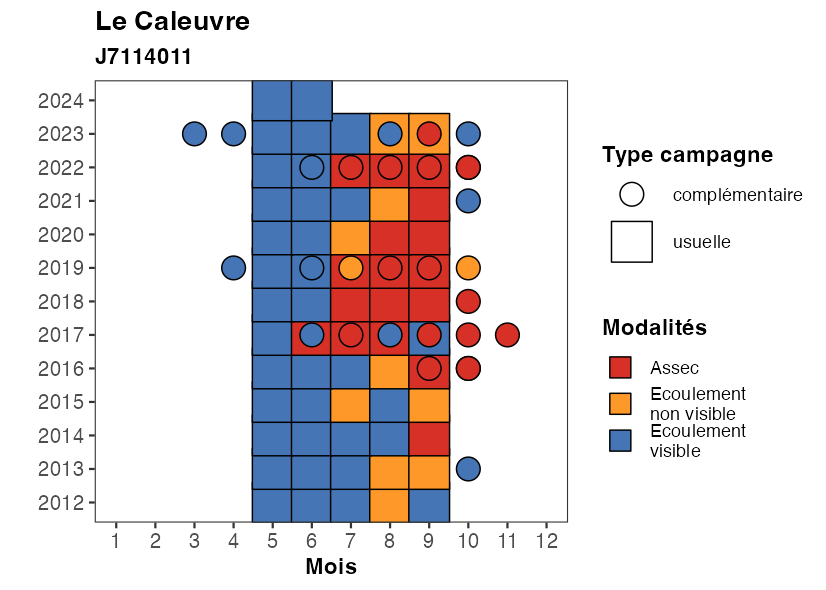 Le Caleuvre
J7114011
2024
2023
2022
2021
2020
2019
2018
2017
2016
2015
2014
2013
2012
1 2 3 4 5 6 7 8 9 10 11 12
Mois
Type campagne
complémentaire
usuelle
Modalités
Assec
Ecoulement
non visible
Ecoulement
visible